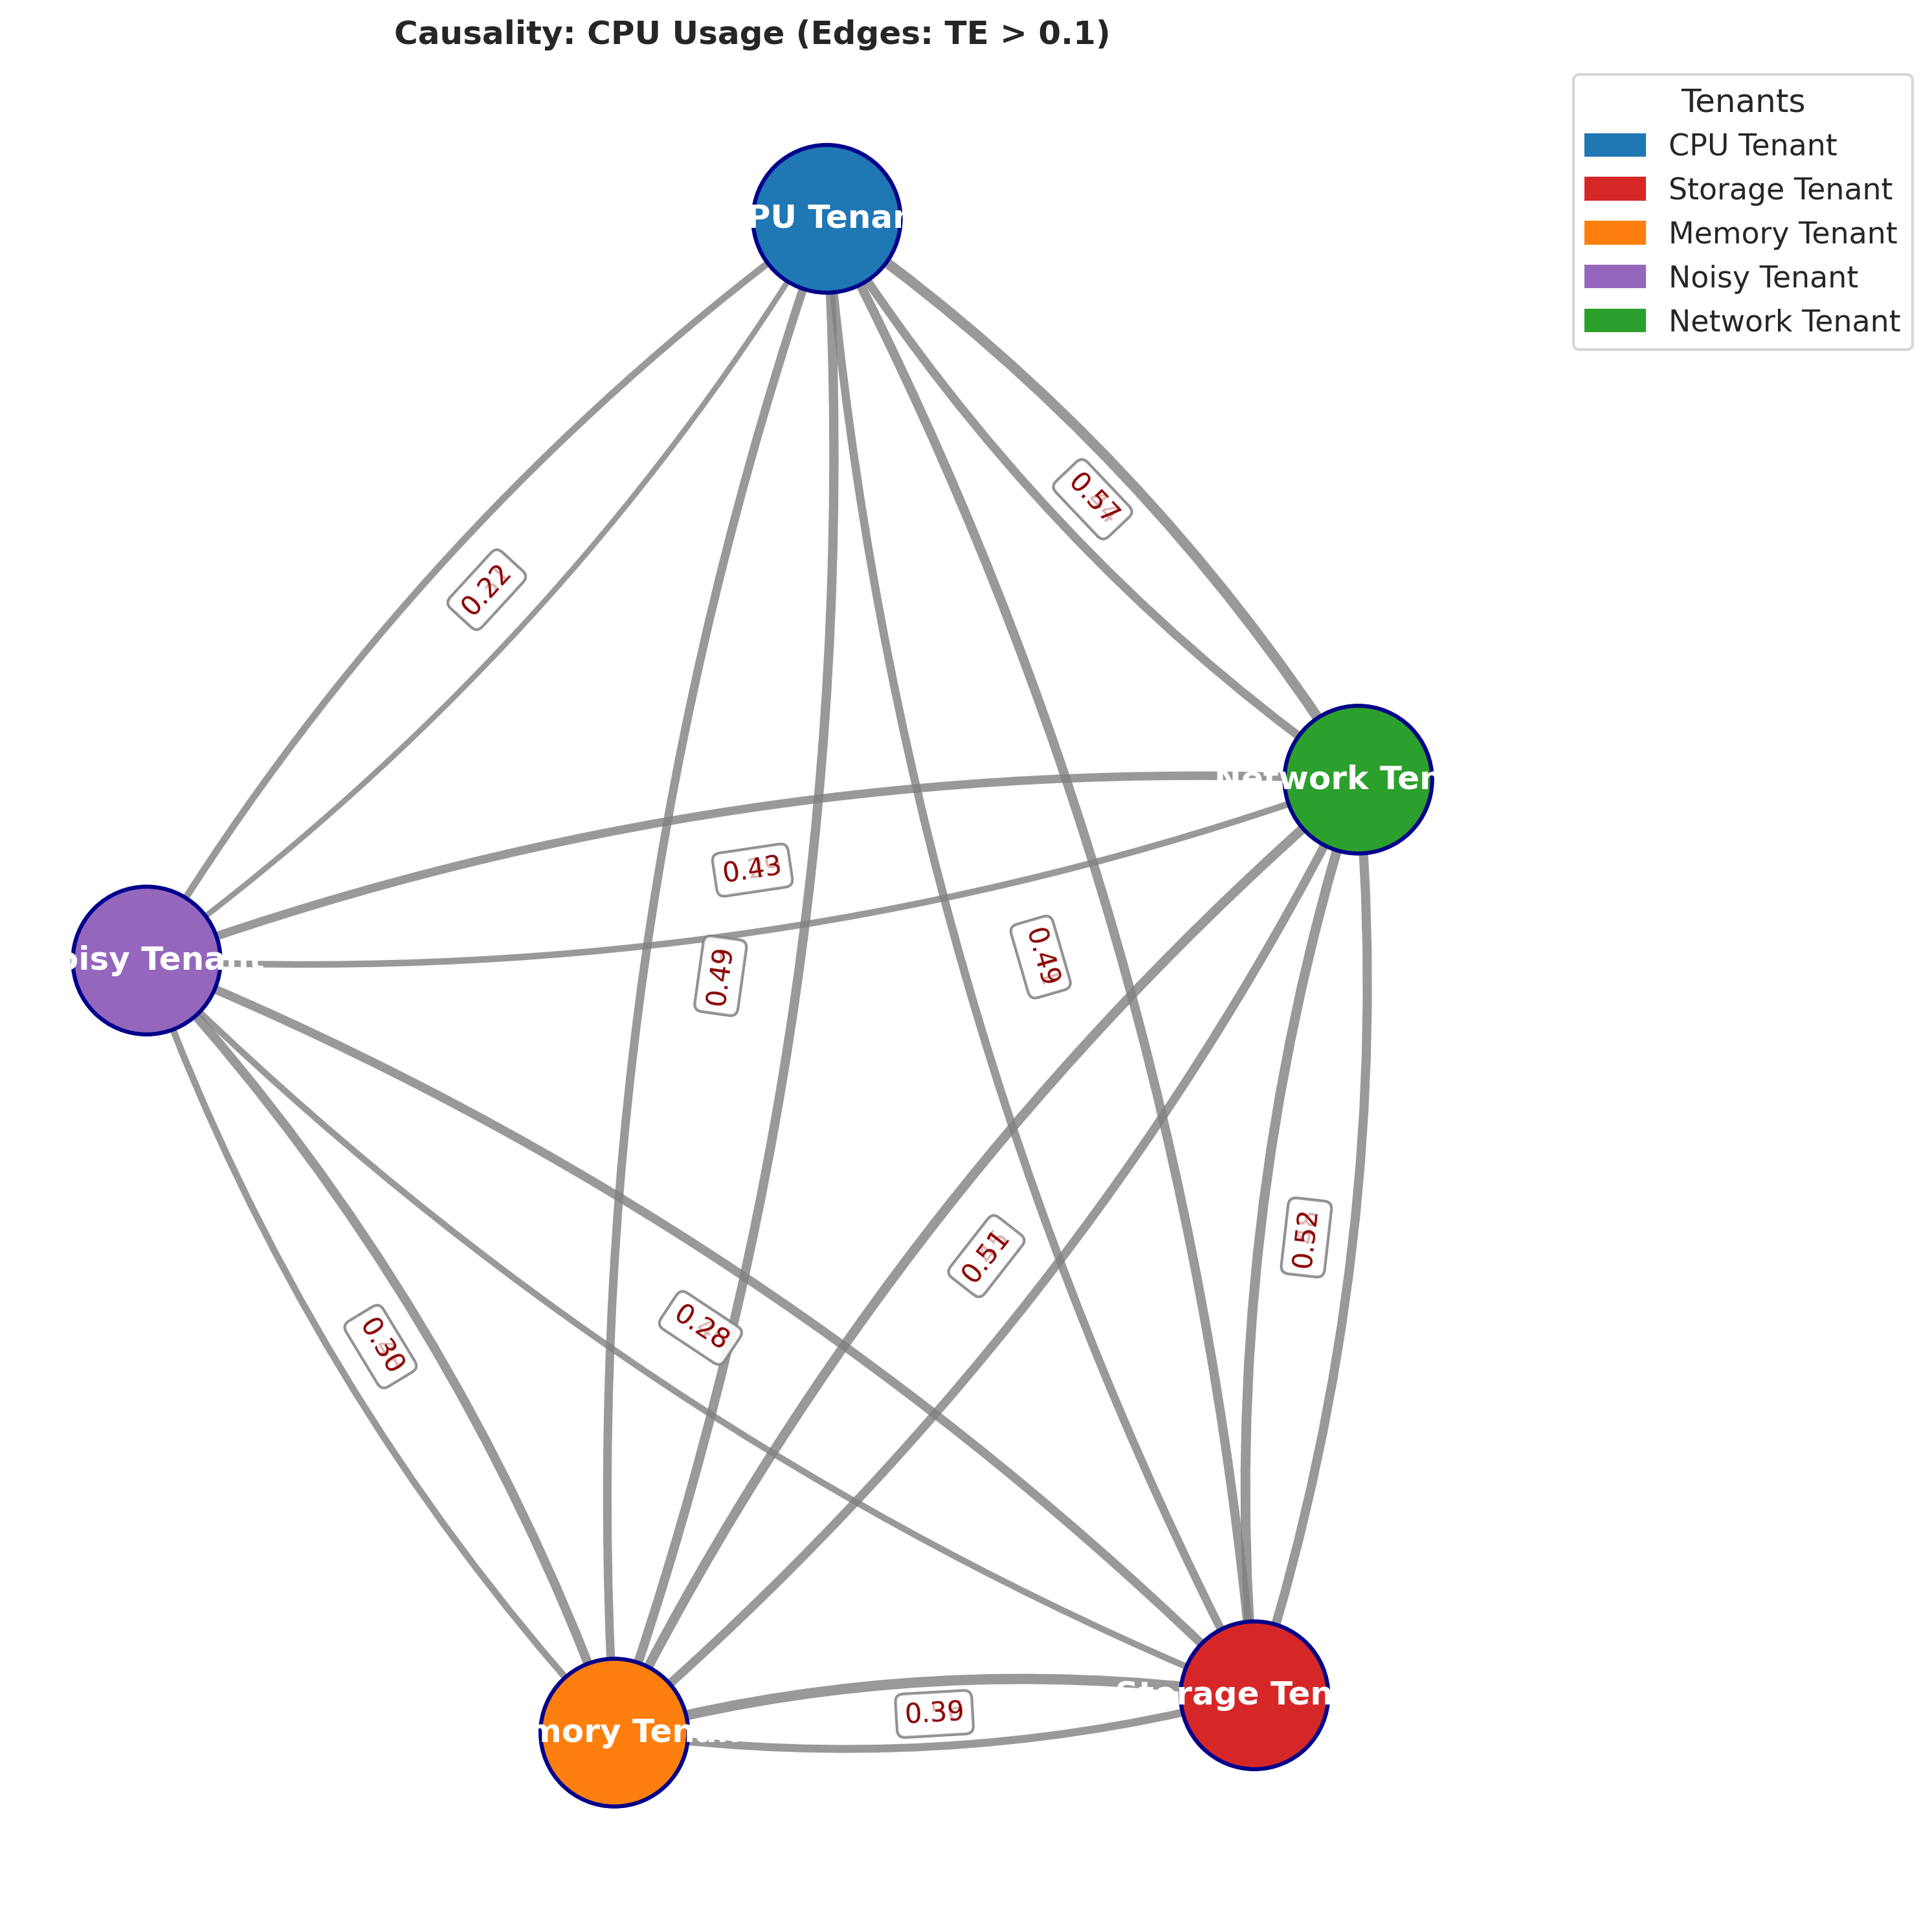 Causality: CPU Usage (Edges: TE > 0.1)
Tenants
CPU Tenant
Storage Tenant
Memory Tenant
Noisy Tenant
Network Tenant
PU Tenan
0.57
0.22
Network Ten
0.43
oisy Tena...
0.49
0.49
0.51
0.52
0.28
0.30
Storage Ten
0.39
mory Ten